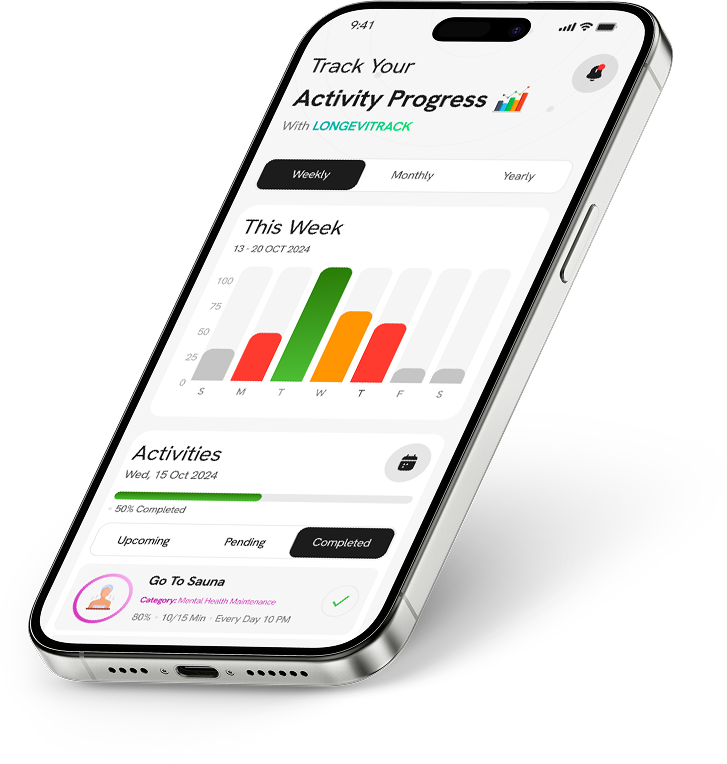 9:41
Track Your
Activity Progress
With LONGEVITRACK
Weekly Monthly Yearly
This Week
13 - 20 OCT 2024
100
75
50
25
0
S M T W T F S
Activities
Wed, 15 Oct 2024
50% Completed
Upcoming Pending Completed
Go To Sauna
Category: Mental Health Maintenance
80% · 10/15 Min · Every Day 10 PM